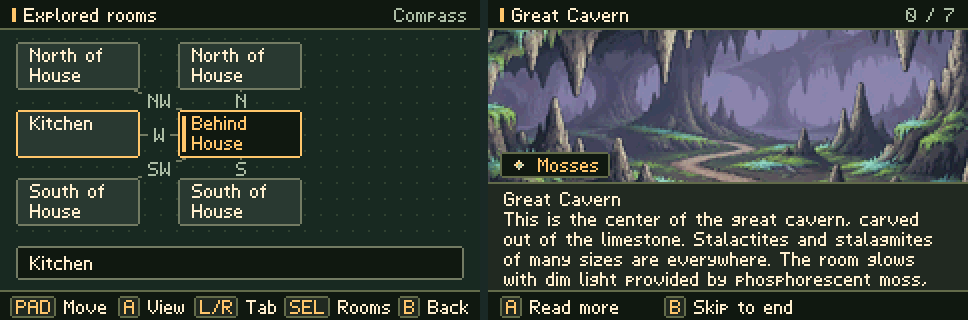 Explored rooms
Compass
North of
House
North of
House
NW
N
Kitchen
W
Behind
House
SW
S
South of
House
South of
House
Kitchen
PAD Move A View L/R Tab SEL Rooms B Back
Great Cavern
0 / 7
Mosses
Great Cavern
This is the center of the great cavern, carved
out of the limestone. Stalactites and stalagmites
of many sizes are everywhere. The room glows
with dim light provided by phosphorescent moss,
A Read more
B Skip to end